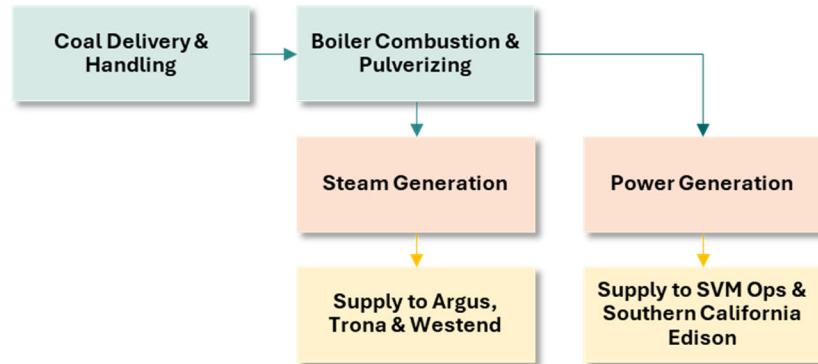 Coal Delivery &
Handling
Boiler Combustion &
Pulverizing
Steam Generation
Power Generation
Supply to Argus,
Trona & Westend
Supply to SVM Ops &
Southern California
Edison